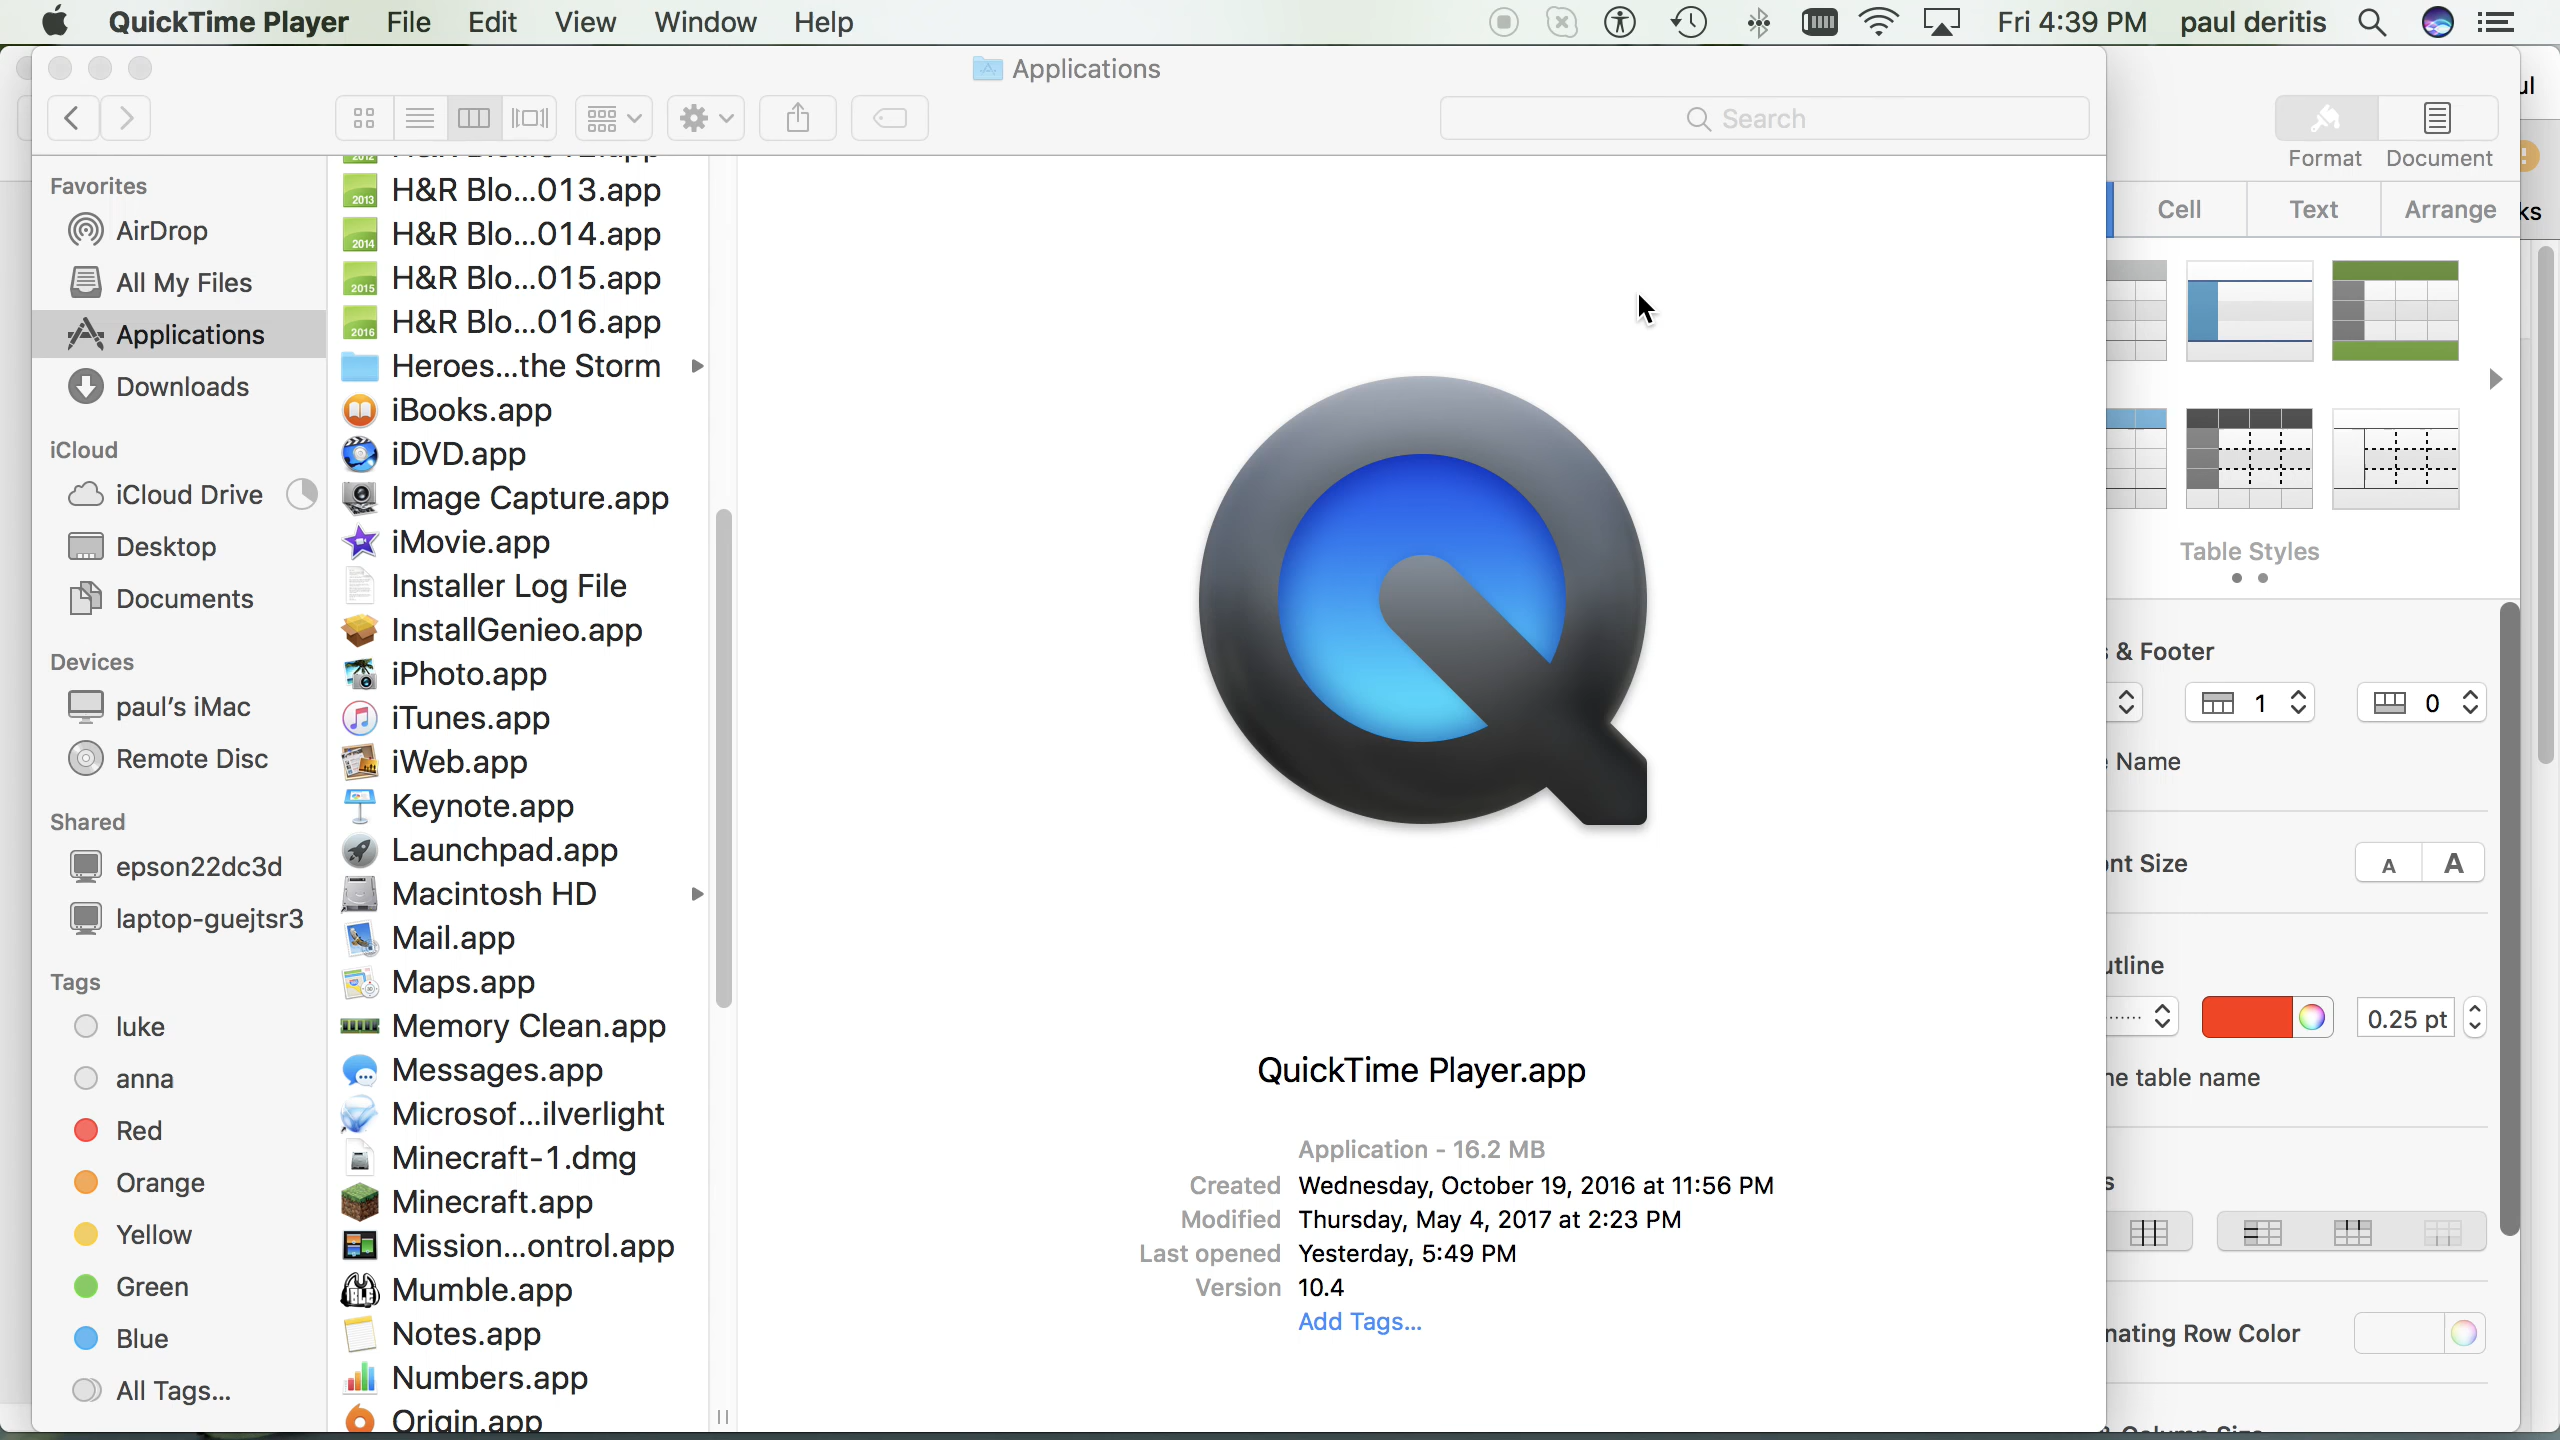 QuickTime Player File Edit View Window Help Fri 4:39 PM paul deritis
Applications
Search
Favorites
AirDrop
All My Files
Applications
Downloads
iCloud
iCloud Drive
Desktop
Documents
Devices
paul's iMac
Remote Disc
Shared
epson22dc3d
laptop-guejtsr3
Tags
luke
anna
Red
Orange
Yellow
Green
Blue
All Tags...
H&R Blo...013.app
H&R Blo...014.app
H&R Blo...015.app
H&R Blo...016.app
Heroes...the Storm
iBooks.app
iDVD.app
Image Capture.app
iMovie.app
Installer Log File
InstallGenieo.app
iPhoto.app
iTunes.app
iWeb.app
Keynote.app
Launchpad.app
Macintosh HD
Mail.app
Maps.app
Memory Clean.app
Messages.app
Microsof...ilverlight
Minecraft-1.dmg
Minecraft.app
Mission...ontrol.app
Mumble.app
Notes.app
Numbers.app
Origin.app
QuickTime Player.app
Application - 16.2 MB
Created Wednesday, October 19, 2016 at 11:56 PM
Modified Thursday, May 4, 2017 at 2:23 PM
Last opened Yesterday, 5:49 PM
Version 10.4
Add Tags...
Format Document
Cell Text Arrange
Table Styles
& Footer
1 0
Name
nt Size
A A
utline
0.25 pt
ne table name
s
nating Row Color